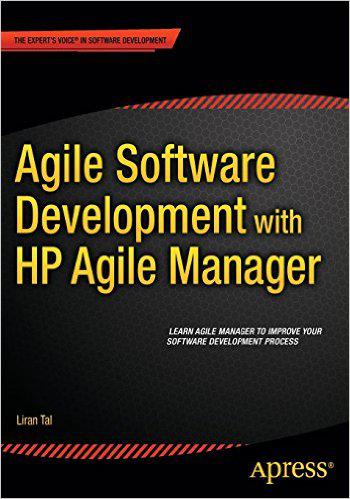 THE EXPERT'S VOICE® IN SOFTWARE DEVELOPMENT
Agile Software
Development with
HP Agile Manager
LEARN AGILE MANAGER TO IMPROVE YOUR
SOFTWARE DEVELOPMENT PROCESS
Liran Tal
Apress®